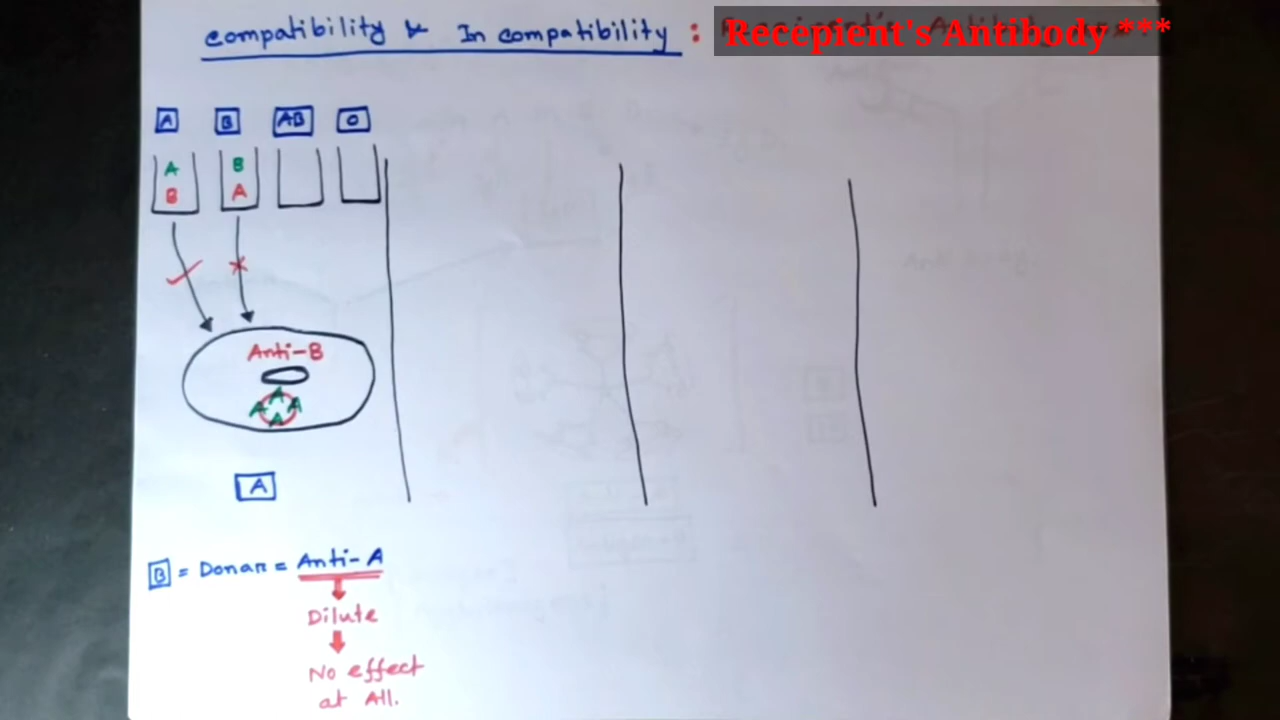 compatibility & In compatibility : Recepient's Antibody ***
A B AB O
A B
B A
Anti-B
A
A A
A
A
B = Donar = Anti-A
Dilute
No effect
at All.